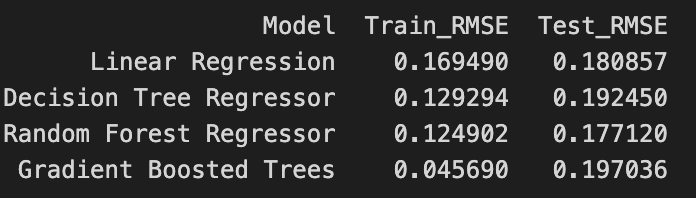 Model Train_RMSE Test_RMSE
Linear Regression 0.169490 0.180857
Decision Tree Regressor 0.129294 0.192450
Random Forest Regressor 0.124902 0.177120
Gradient Boosted Trees 0.045690 0.197036